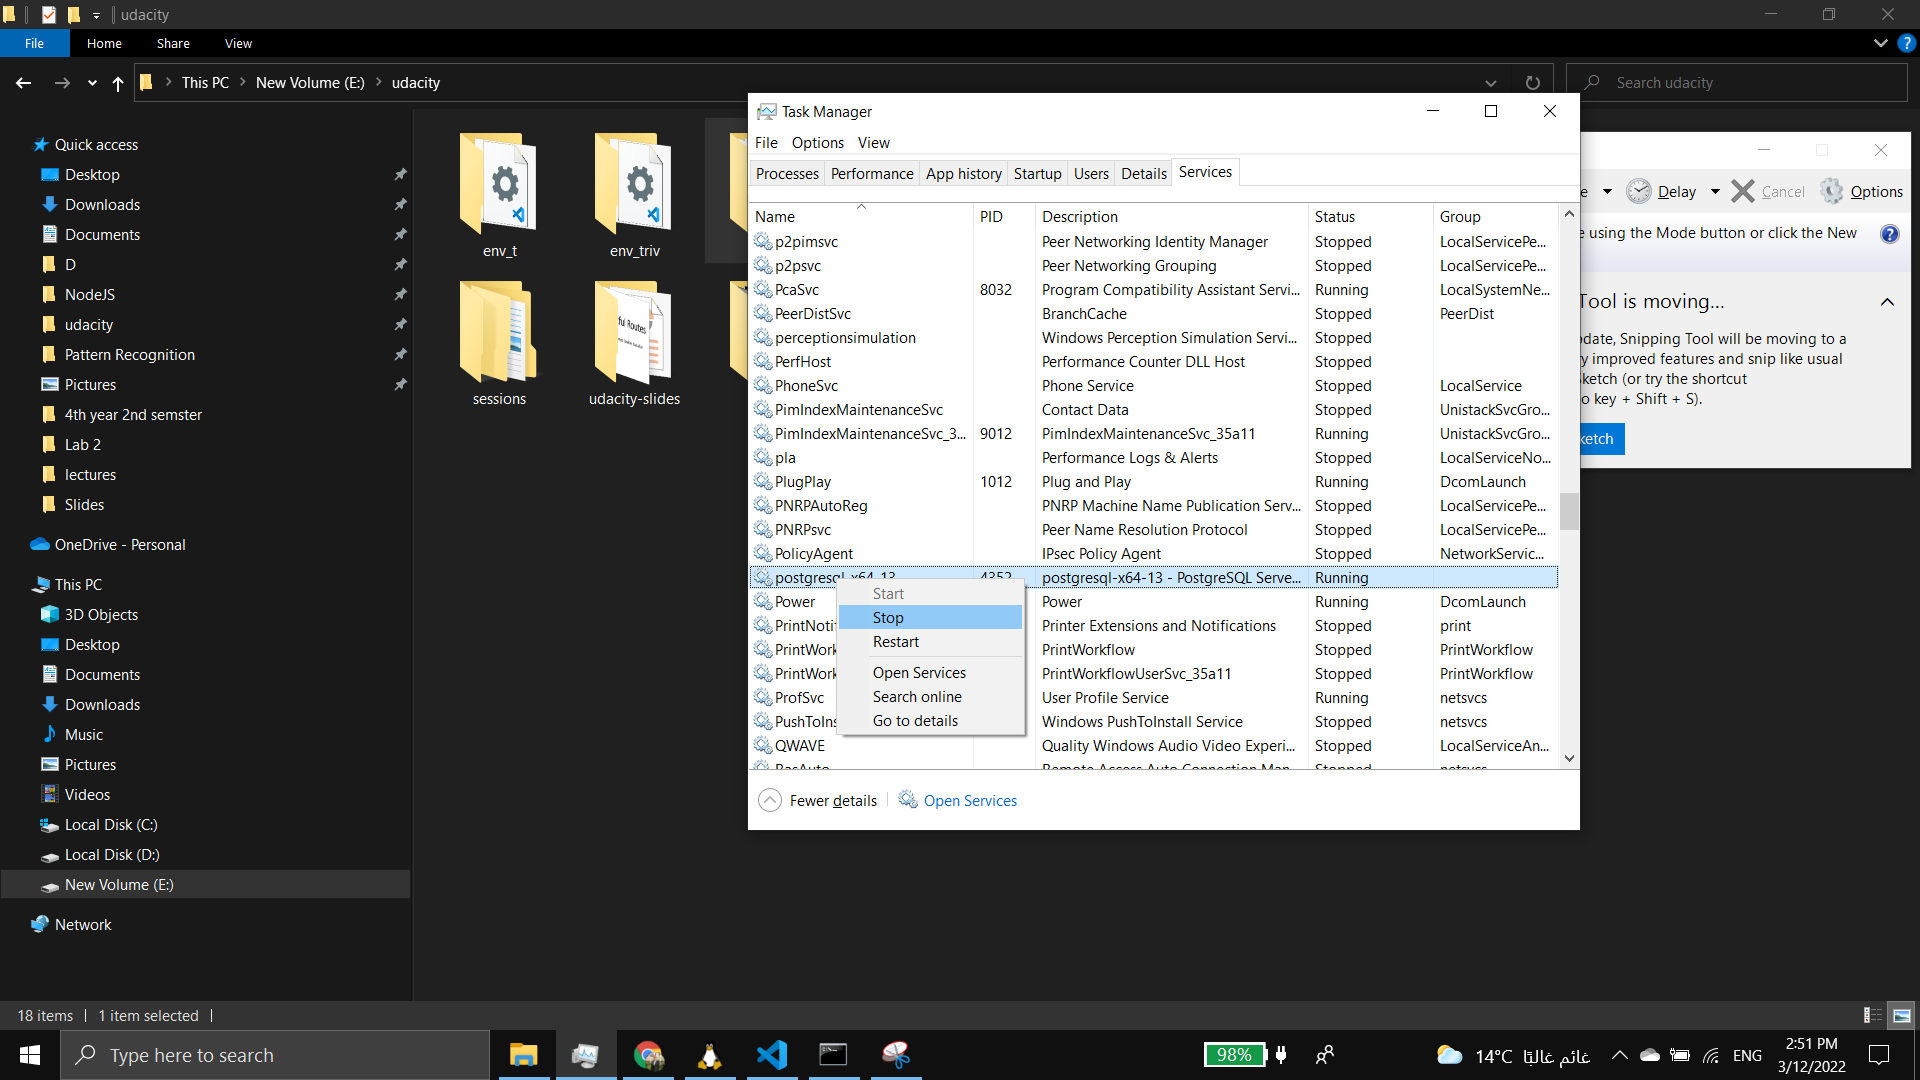 udacity
File
Home
Share
View
This PC
New Volume (E:)
udacity
Search udacity
Quick access
Desktop
Downloads
Documents
D
NodeJS
udacity
Pattern Recognition
Pictures
4th year 2nd semster
Lab 2
lectures
Slides
OneDrive - Personal
This PC
3D Objects
Desktop
Documents
Downloads
Music
Pictures
Videos
Local Disk (C:)
Local Disk (D:)
New Volume (E:)
Network
env_t
env_triv
sessions
ful Routes
udacity-slides
Task Manager
File Options View
Processes Performance App history Startup Users Details Services
Name PID Description Status Group
p2pimsvc Peer Networking Identity Manager Stopped LocalServicePe...
p2psvc Peer Networking Grouping Stopped LocalServicePe...
PcaSvc 8032 Program Compatibility Assistant Servi... Running LocalSystemNe...
PeerDistSvc BranchCache Stopped PeerDist
perceptionsimulation Windows Perception Simulation Servi... Stopped
PerfHost Performance Counter DLL Host Stopped
PhoneSvc Phone Service Stopped LocalService
PimIndexMaintenanceSvc Contact Data Stopped UnistackSvcGro...
PimIndexMaintenanceSvc_3... 9012 PimIndexMaintenanceSvc_35a11 Running UnistackSvcGro...
pla Performance Logs & Alerts Stopped LocalServiceNo...
PlugPlay 1012 Plug and Play Running DcomLaunch
PNRPAutoReg PNRP Machine Name Publication Serv... Stopped LocalServicePe...
PNRPsvc Peer Name Resolution Protocol Stopped LocalServicePe...
PolicyAgent IPsec Policy Agent Stopped NetworkServic...
postgresql-x64-13 4352 postgresql-x64-13 - PostgreSQL Serve... Running
Power Power Running DcomLaunch
PrintNotif Printer Extensions and Notifications Stopped print
PrintWork PrintWorkflow Stopped PrintWorkflow
PrintWork PrintWorkflowUserSvc_35a11 Stopped PrintWorkflow
ProfSvc User Profile Service Running netsvcs
PushToIns Windows PushToInstall Service Stopped netsvcs
QWAVE Quality Windows Audio Video Experi... Stopped LocalServiceAn...
RasAuto Remote Access Auto Connection Man Stopped netsvcs
Start
Stop
Restart
Open Services
Search online
Go to details
Fewer details
Open Services
e Delay Cancel Options
e using the Mode button or click the New
Tool is moving...
date, Snipping Tool will be moving to a
y improved features and snip like usual
ketch (or try the shortcut
o key + Shift + S).
ketch
18 items 1 item selected
Type here to search
98%
14°C غائم غالبًا
ENG
2:51 PM
3/12/2022